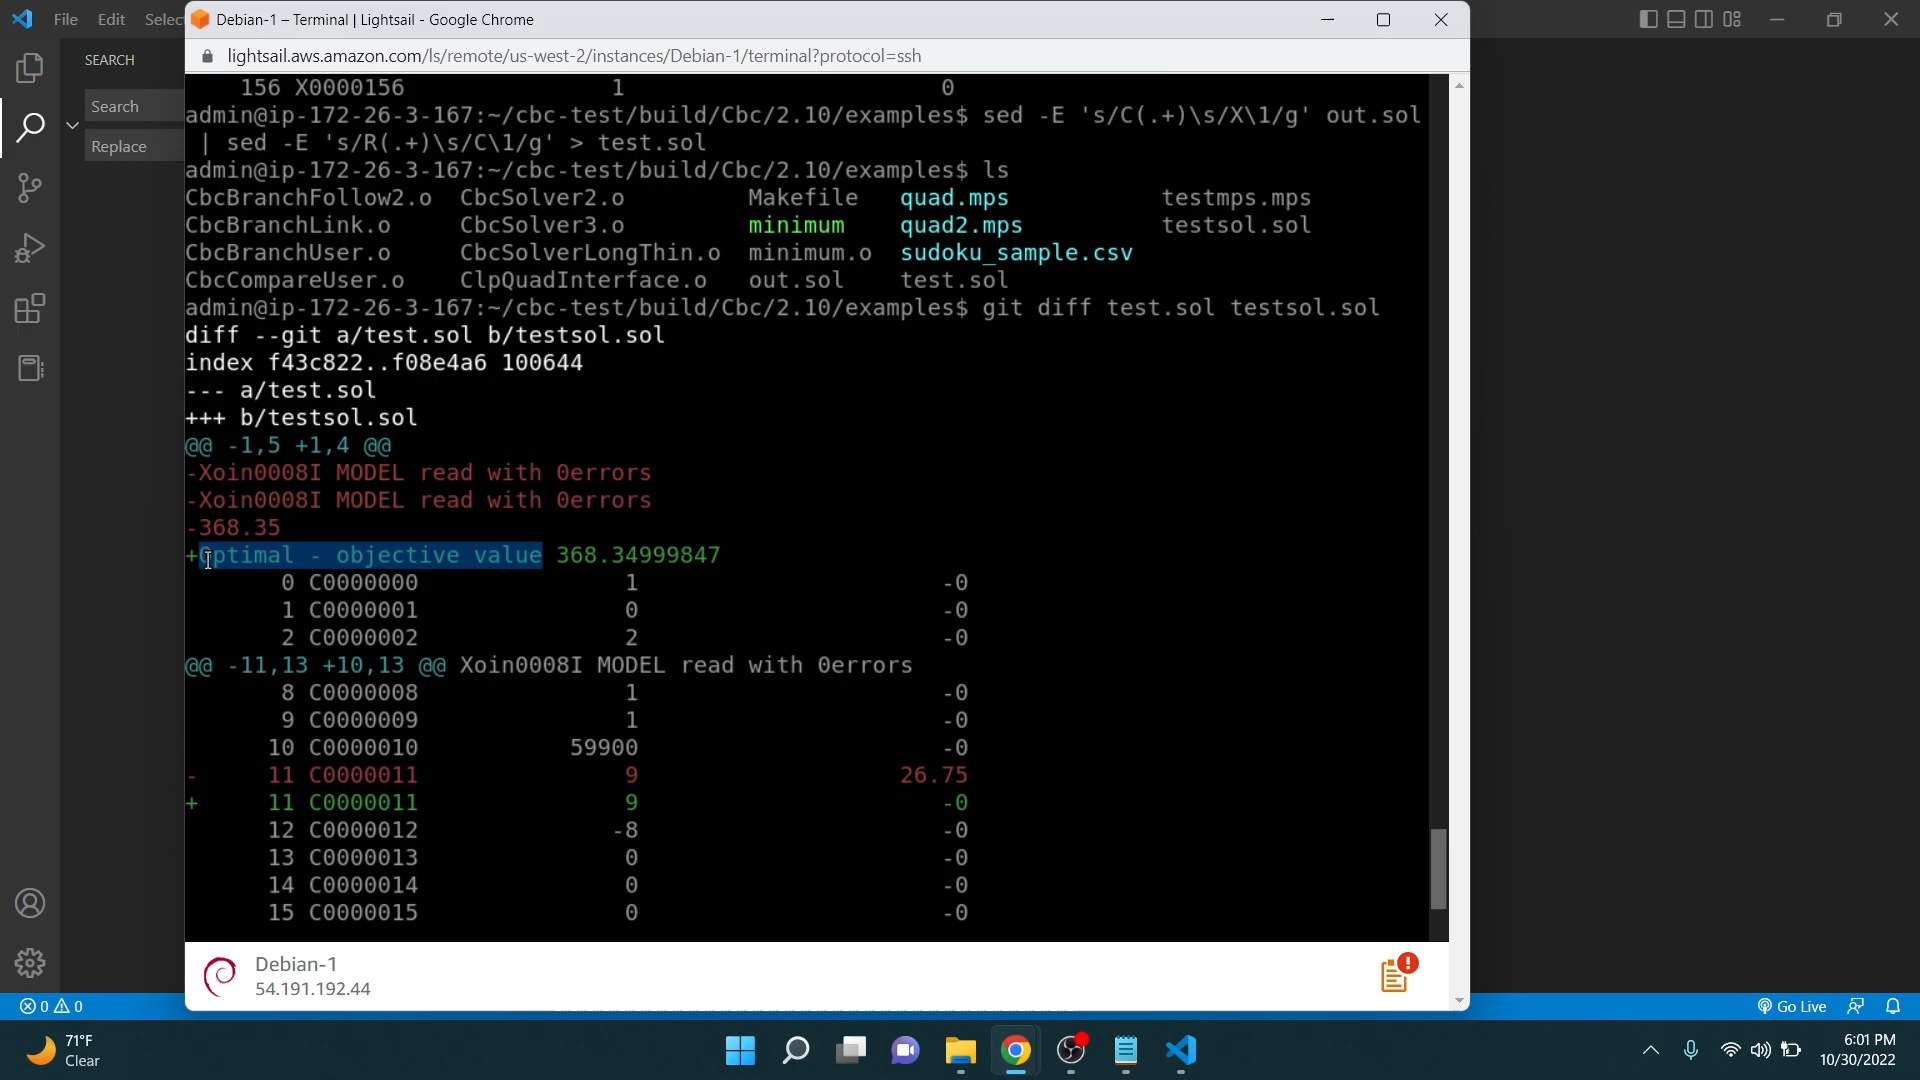 File Edit Selec
Debian-1 – Terminal | Lightsail - Google Chrome
lightsail.aws.amazon.com/ls/remote/us-west-2/instances/Debian-1/terminal?protocol=ssh
SEARCH
Search
Replace
156 X0000156 1 0
admin@ip-172-26-3-167:~/cbc-test/build/Cbc/2.10/examples$ sed -E 's/C(.+)\s/X\1/g' out.sol
| sed -E 's/R(.+)\s/C\1/g' > test.sol
admin@ip-172-26-3-167:~/cbc-test/build/Cbc/2.10/examples$ ls
CbcBranchFollow2.o CbcSolver2.o Makefile quad.mps testmps.mps
CbcBranchLink.o CbcSolver3.o minimum quad2.mps testsol.sol
CbcBranchUser.o CbcSolverLongThin.o minimum.o sudoku_sample.csv
CbcCompareUser.o ClpQuadInterface.o out.sol test.sol
admin@ip-172-26-3-167:~/cbc-test/build/Cbc/2.10/examples$ git diff test.sol testsol.sol
diff --git a/test.sol b/testsol.sol
index f43c822..f08e4a6 100644
--- a/test.sol
+++ b/testsol.sol
@@ -1,5 +1,4 @@
-Xoin0008I MODEL read with 0errors
-Xoin0008I MODEL read with 0errors
-368.35
+Optimal - objective value 368.34999847
0 C0000000 1 -0
1 C0000001 0 -0
2 C0000002 2 -0
@@ -11,13 +10,13 @@ Xoin0008I MODEL read with 0errors
8 C0000008 1 -0
9 C0000009 1 -0
10 C0000010 59900 -0
- 11 C0000011 9 26.75
+ 11 C0000011 9 -0
12 C0000012 -8 -0
13 C0000013 0 -0
14 C0000014 0 -0
15 C0000015 0 -0
Debian-1
54.191.192.44
0 0
Go Live
71°F
Clear
6:01 PM
10/30/2022